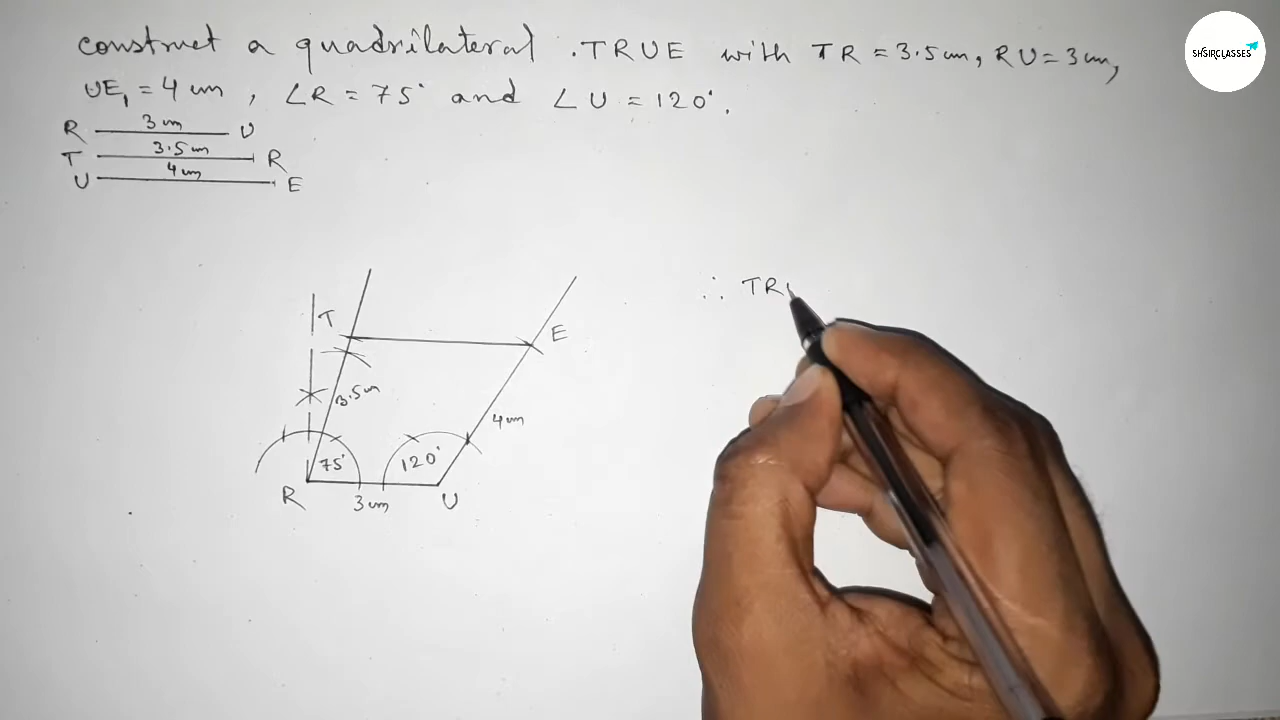 construct a quadrilateral .TRUE with TR = 3.5 cm, RU = 3 cm,
UE, = 4 cm , ∠R = 75° and ∠U = 120°.
R 3 cm U
T 3.5 cm R
U 4 cm E
SHSIRCLASSES
∴ TRU
T E
3.5 cm
4 cm
75° 120°
R 3 cm U